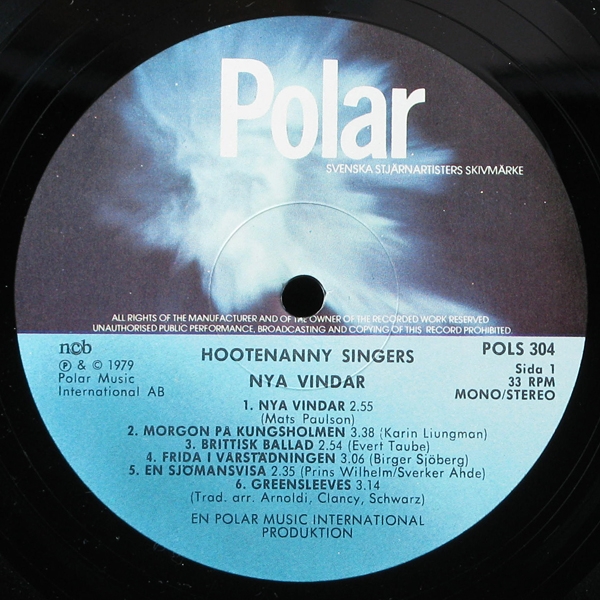 Polar
SVENSKA STJÄRNARTISTERS SKIVMÄRKE
ALL RIGHTS OF THE MANUFACTURER AND OF THE OWNER OF THE RECORDED WORK RESERVED
UNAUTHORISED PUBLIC PERFORMANCE, BROADCASTING AND COPYING OF THIS RECORD PROHIBITED
ncb
Ⓟ & © 1979
Polar Music
International AB
HOOTENANNY SINGERS
NYA VINDAR
POLS 304
Sida 1
33 RPM
MONO/STEREO
1. NYA VINDAR 2.55
(Mats Paulson)
2. MORGON PÅ KUNGSHOLMEN 3.38 (Karin Liungman)
3. BRITTISK BALLAD 2.54 (Evert Taube)
4. FRIDA I VÅRSTÄDNINGEN 3.06 (Birger Sjöberg)
5. EN SJÖMANSVISA 2.35 (Prins Wilhelm/Sverker Ahde)
6. GREENSLEEVES 3.14
(Trad. arr. Arnoldi, Clancy, Schwarz)
EN POLAR MUSIC INTERNATIONAL
PRODUKTION